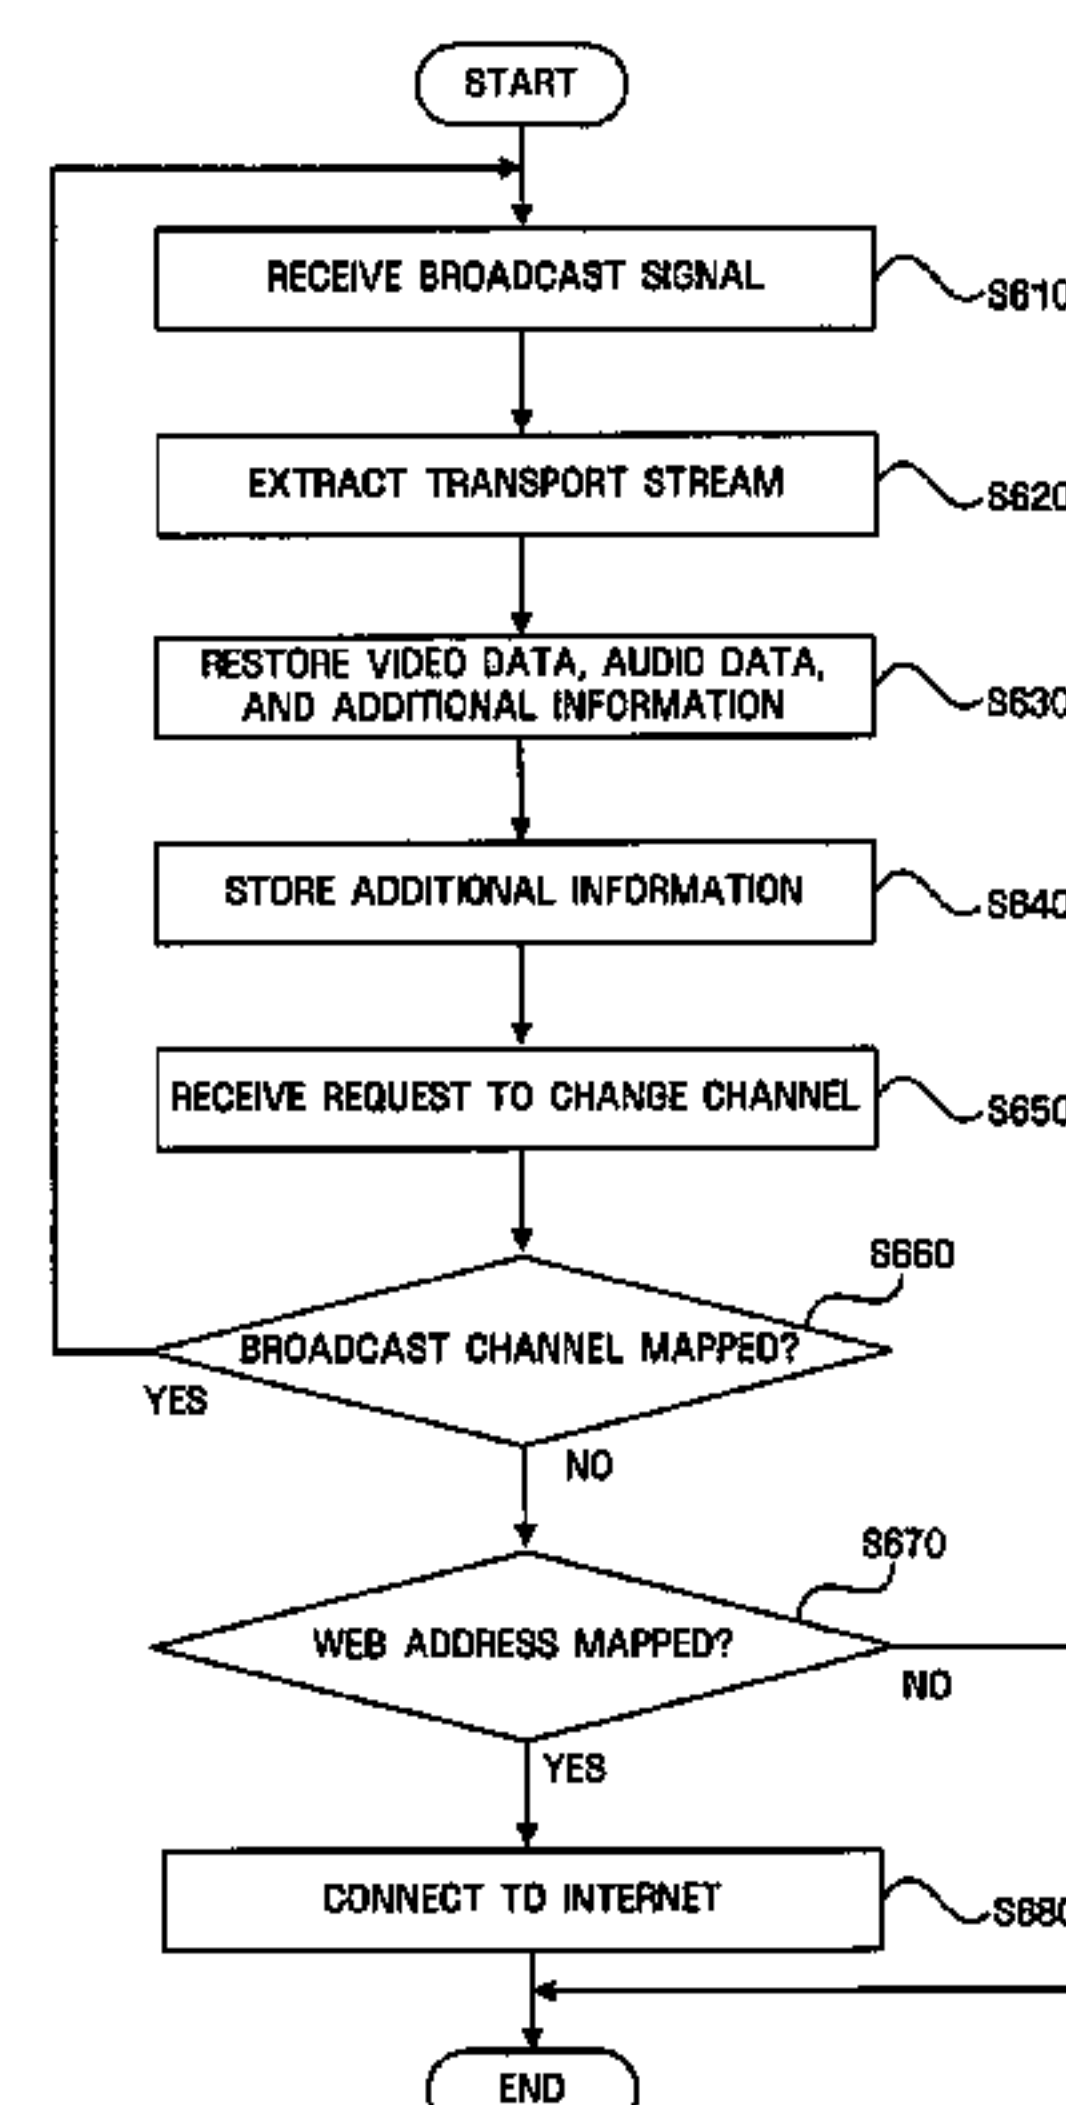 START
RECEIVE BROADCAST SIGNAL
S610
EXTRACT TRANSPORT STREAM
S620
RESTORE VIDEO DATA, AUDIO DATA,
AND ADDITIONAL INFORMATION
S630
STORE ADDITIONAL INFORMATION
S640
RECEIVE REQUEST TO CHANGE CHANNEL
S650
S660
BROADCAST CHANNEL MAPPED?
YES
NO
S670
WEB ADDRESS MAPPED?
NO
YES
CONNECT TO INTERNET
S680
END